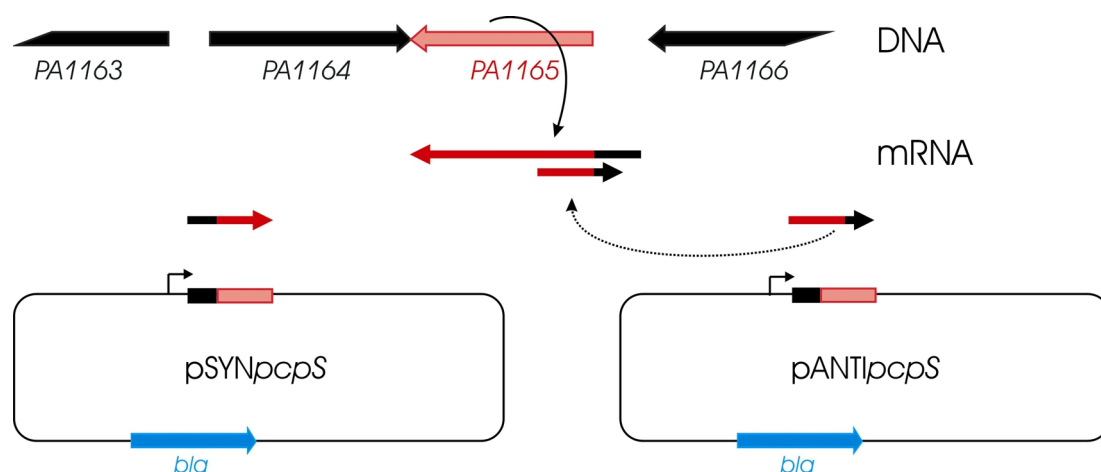 DNA
PA1163
PA1164
PA1165
PA1166
mRNA
pSYNpcpS
pANTIpcpS
bla
bla